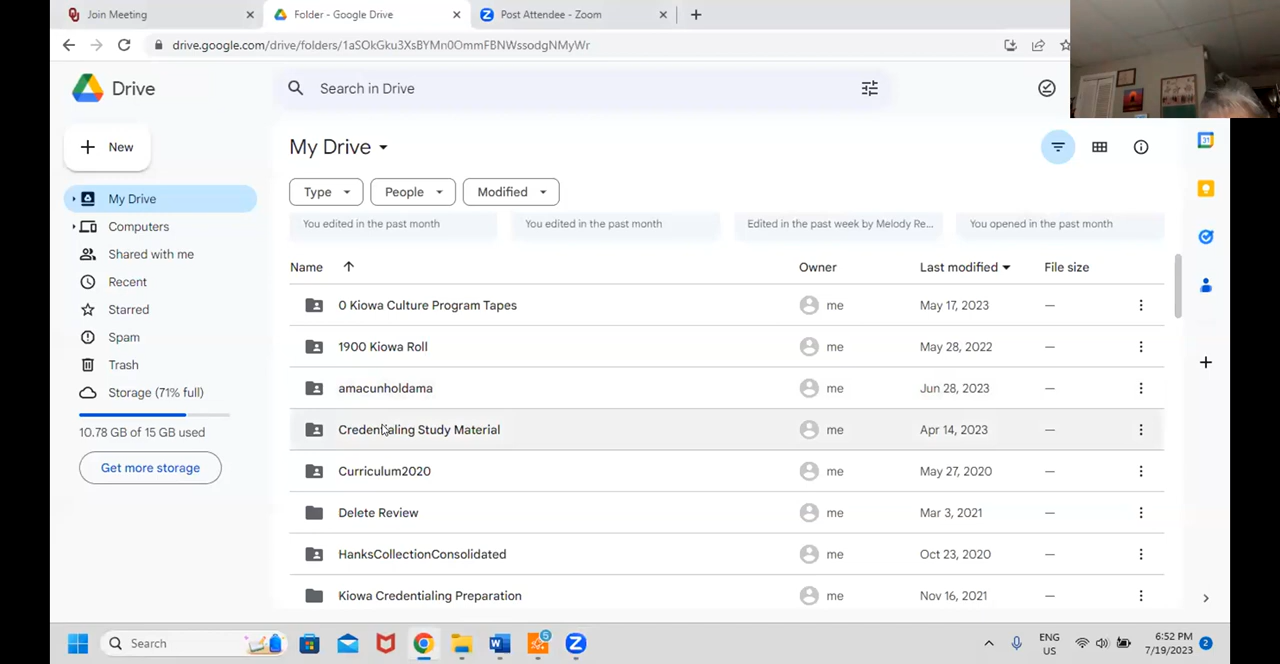 Join Meeting
Folder - Google Drive
Post Attendee - Zoom
drive.google.com/drive/folders/1aSOkGku3XsBYMn0OmmFBNWssodgNMyWr
Drive
Search in Drive
New
My Drive
Type
People
Modified
My Drive
Computers
Shared with me
Recent
Starred
Spam
Trash
Storage (71% full)
10.78 GB of 15 GB used
Get more storage
You edited in the past month
You edited in the past month
Edited in the past week by Melody Re...
You opened in the past month
Name Owner Last modified File size
0 Kiowa Culture Program Tapes me May 17, 2023 —
1900 Kiowa Roll me May 28, 2022 —
amacunholdama me Jun 28, 2023 —
Credentialing Study Material me Apr 14, 2023 —
Curriculum2020 me May 27, 2020 —
Delete Review me Mar 3, 2021 —
HanksCollectionConsolidated me Oct 23, 2020 —
Kiowa Credentialing Preparation me Nov 16, 2021 —
31
Search
5
ENG
US
6:52 PM
7/19/2023
2